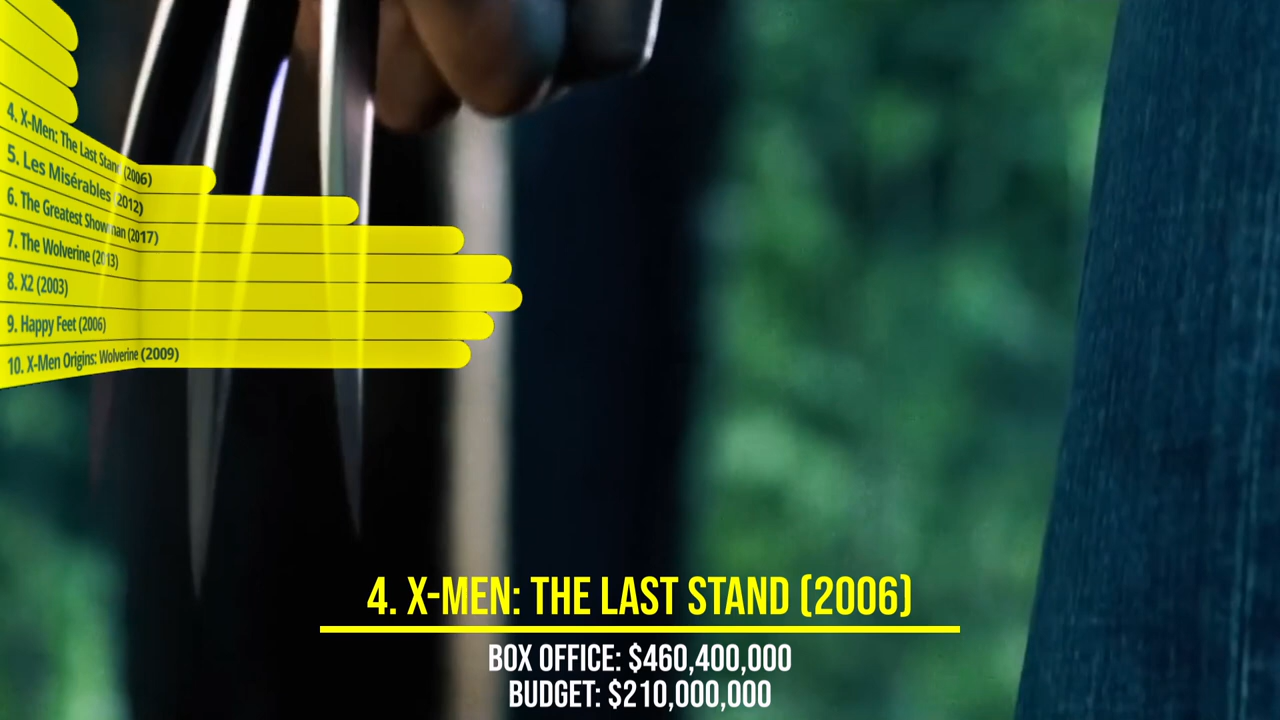 4. X-Men: The Last Stand (2006)
5. Les Misérables (2012)
6. The Greatest Showman (2017)
7. The Wolverine (2013)
8. X2 (2003)
9. Happy Feet (2006)
10. X-Men Origins: Wolverine (2009)
4. X-MEN: THE LAST STAND (2006)
BOX OFFICE: $460,400,000
BUDGET: $210,000,000